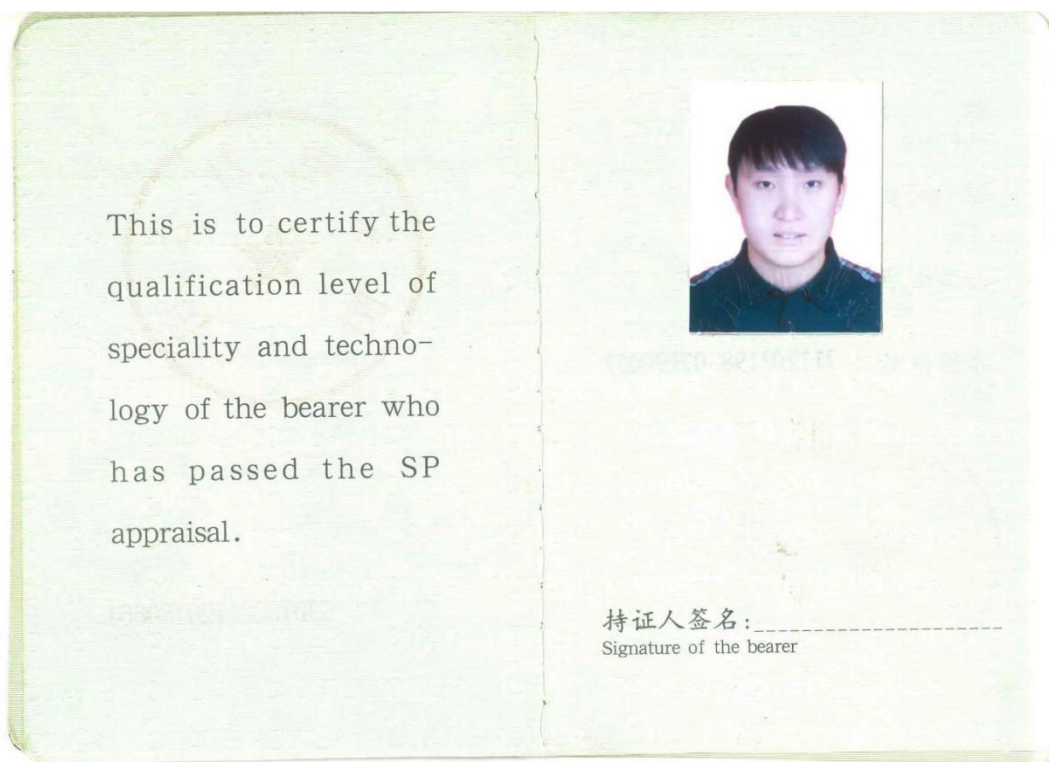 This is to certify the
qualification level of
speciality and techno-
logy of the bearer who
has passed the SP
appraisal.
持证人签名:
Signature of the bearer